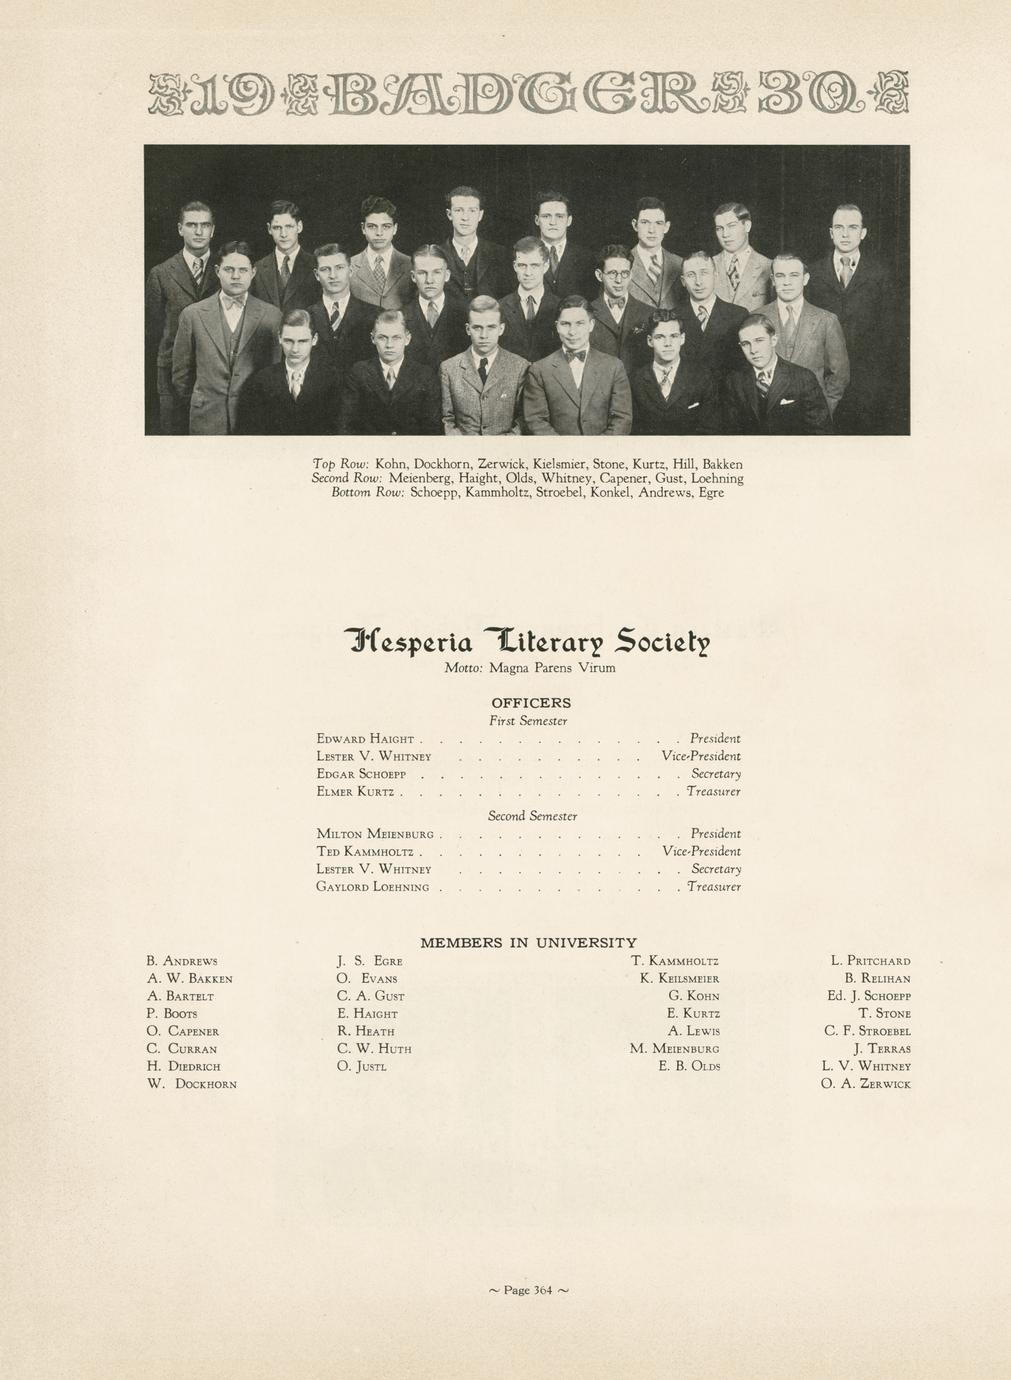 19 BADGER 30
Top Row: Kohn, Dockhorn, Zerwick, Kielsmier, Stone, Kurtz, Hill, Bakken
Second Row: Meienberg, Haight, Olds, Whitney, Capener, Gust, Loehning
Bottom Row: Schoepp, Kammholtz, Stroebel, Konkel, Andrews, Egre
Hesperia Literary Society
Motto: Magna Parens Virum
OFFICERS
First Semester
Edward Haight . . . . . . . . . . . . . . President
Lester V. Whitney . . . . . . . . . . Vice-President
Edgar Schoepp . . . . . . . . . . . . . . Secretary
Elmer Kurtz . . . . . . . . . . . . . . . Treasurer
Second Semester
Milton Meienburg . . . . . . . . . . . . . President
Ted Kammholtz . . . . . . . . . . . . Vice-President
Lester V. Whitney . . . . . . . . . . . . Secretary
Gaylord Loehning . . . . . . . . . . . . . Treasurer
MEMBERS IN UNIVERSITY
B. Andrews
A. W. Bakken
A. Bartelt
P. Boots
O. Capener
C. Curran
H. Diedrich
W. Dockhorn
J. S. Egre
O. Evans
C. A. Gust
E. Haight
R. Heath
C. W. Huth
O. Justl
T. Kammholtz
K. Keilsmeier
G. Kohn
E. Kurtz
A. Lewis
M. Meienburg
E. B. Olds
L. Pritchard
B. Relihan
Ed. J. Schoepp
T. Stone
C. F. Stroebel
J. Terras
L. V. Whitney
O. A. Zerwick
~ Page 364 ~